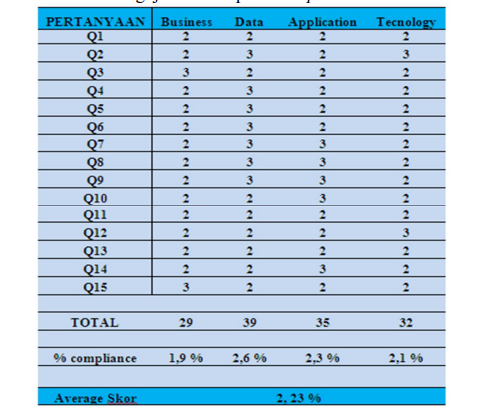 PERTANYAAN Business Data Application Tecnology
Q1 2 2 2 2
Q2 2 3 2 3
Q3 3 2 2 2
Q4 2 3 2 2
Q5 2 3 2 2
Q6 2 3 2 2
Q7 2 3 3 2
Q8 2 3 3 2
Q9 2 3 3 2
Q10 2 2 3 2
Q11 2 2 2 2
Q12 2 2 2 3
Q13 2 2 2 2
Q14 2 2 3 2
Q15 3 2 2 2
TOTAL 29 39 35 32
% compliance 1,9 % 2,6 % 2,3 % 2,1 %
Average Skor 2, 23 %